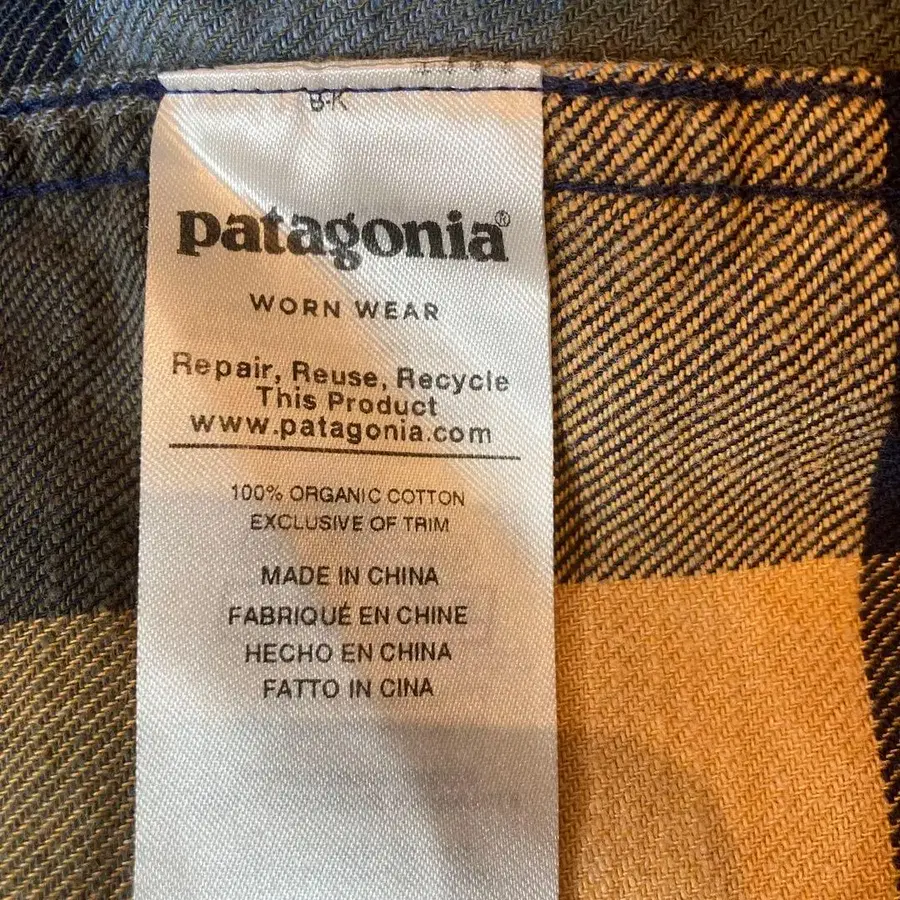 B-K
patagonia®
WORN WEAR
Repair, Reuse, Recycle
This Product
www.patagonia.com
100% ORGANIC COTTON
EXCLUSIVE OF TRIM
MADE IN CHINA
FABRIQUÉ EN CHINE
HECHO EN CHINA
FATTO IN CINA